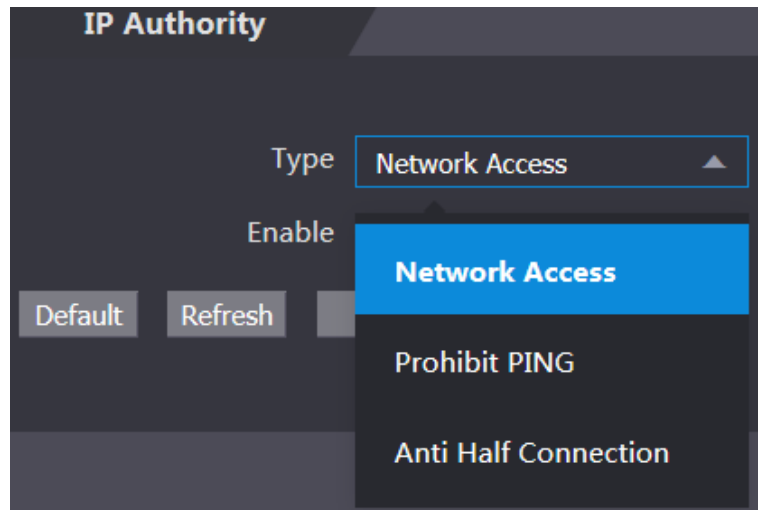 IP Authority
Type Network Access
Enable
Network Access
Default Refresh
Prohibit PING
Anti Half Connection